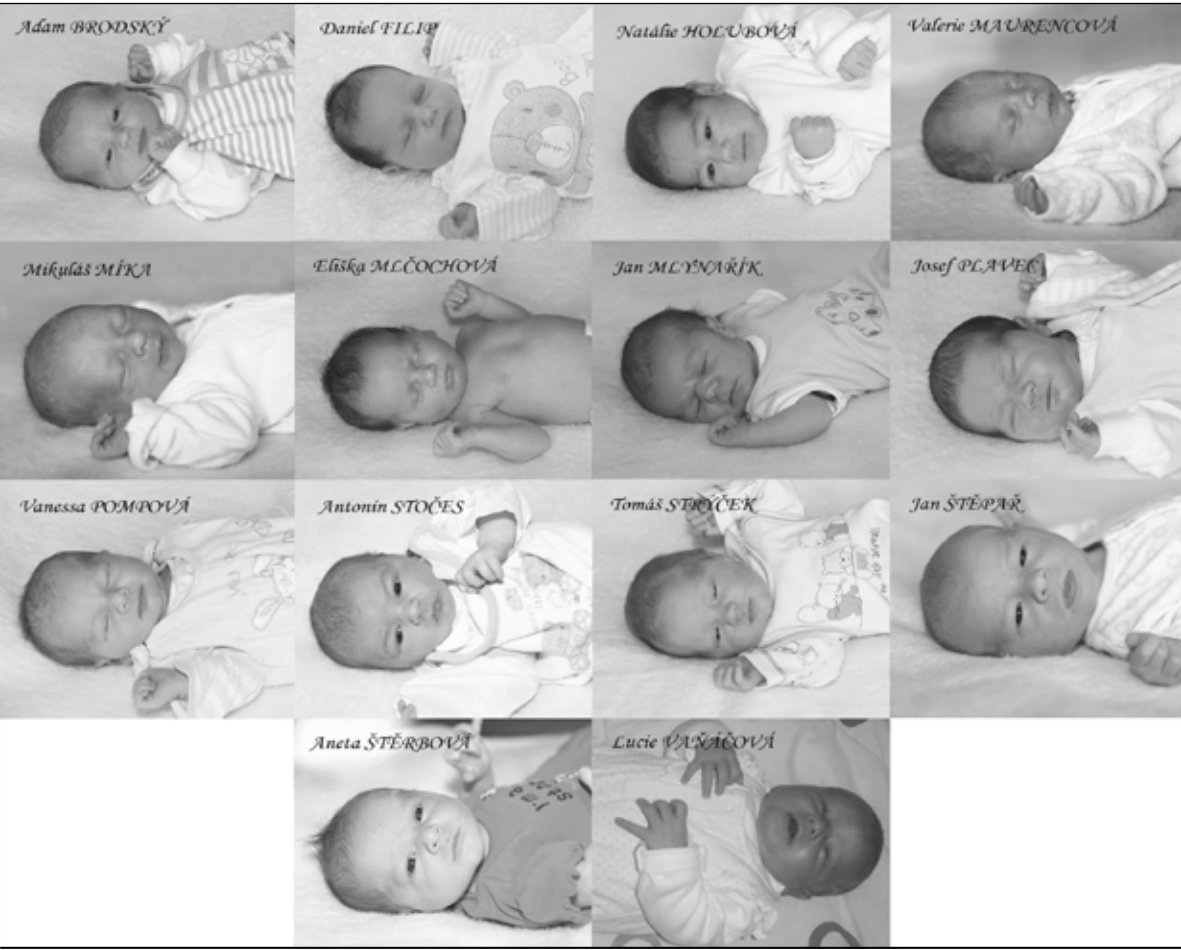 Adam BRODSKÝ
Daniel FILIP
Natálie HOLUBOVÁ
Valerie MAURENCOVÁ
Mikuláš MÍKA
Eliška MLČOCHOVÁ
Jan MLYNAŘÍK
Josef PLAVEC
Vanessa POMPOVÁ
Antonín STOČES
Tomáš STRÝČEK
Jan ŠTĚPAŘ
Aneta ŠTĚRBOVÁ
Lucie VAŇÁČOVÁ